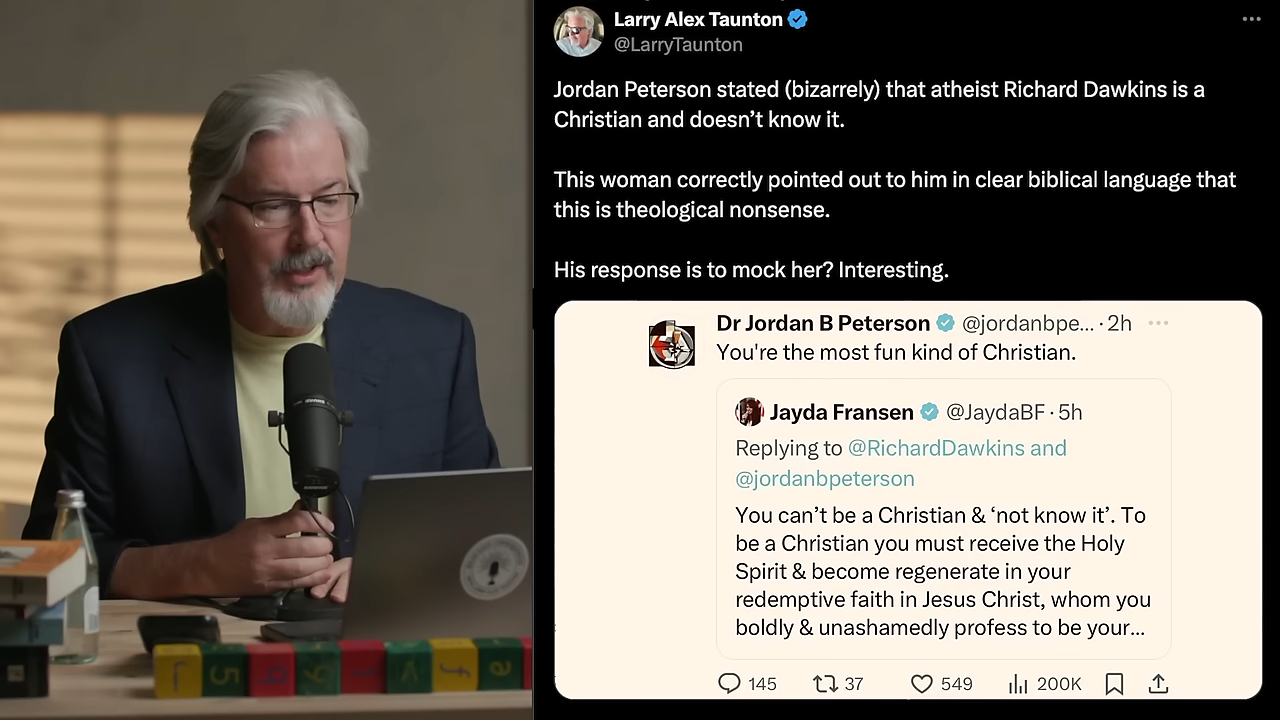 Larry Alex Taunton
@LarryTaunton
Jordan Peterson stated (bizarrely) that atheist Richard Dawkins is a
Christian and doesn’t know it.
This woman correctly pointed out to him in clear biblical language that
this is theological nonsense.
His response is to mock her? Interesting.
Dr Jordan B Peterson @jordanbpe... · 2h
You're the most fun kind of Christian.
Jayda Fransen @JaydaBF · 5h
Replying to @RichardDawkins and
@jordanbpeterson
You can’t be a Christian & ‘not know it’. To
be a Christian you must receive the Holy
Spirit & become regenerate in your
redemptive faith in Jesus Christ, whom you
boldly & unashamedly profess to be your...
145 37 549 200K